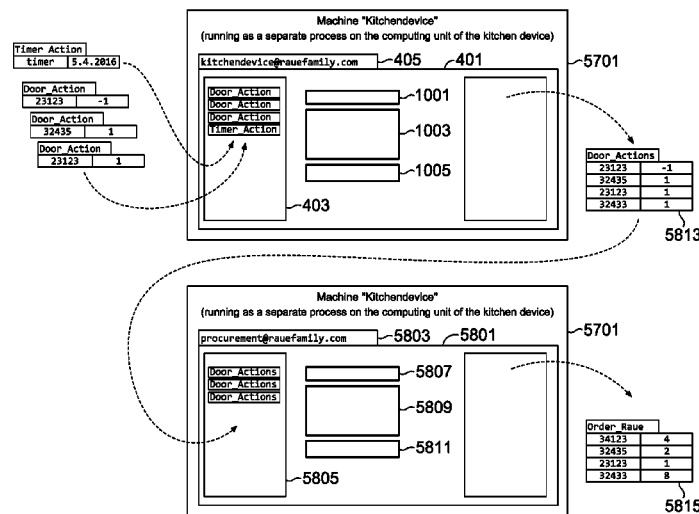 Machine "Kitchendevice"
(running as a separate process on the computing unit of the kitchen device)
5701
kitchendevice@rauefamily.com
405
401
Timer Action
timer 5.4.2016
Door_Action
23123 -1
Door_Action
32435 1
Door_Action
23123 1
Door_Action
Door_Action
Door_Action
Timer_Action
1001
1003
1005
403
Door_Actions
23123 -1
32435 1
23123 1
32433 1
5813
Machine "Kitchendevice"
(running as a separate process on the computing unit of the kitchen device)
5701
procurement@rauefamily.com
5803
5801
Door_Actions
Door_Actions
Door_Actions
5807
5809
5811
5805
Order_Raue
34123 4
32435 2
23123 1
32433 8
5815